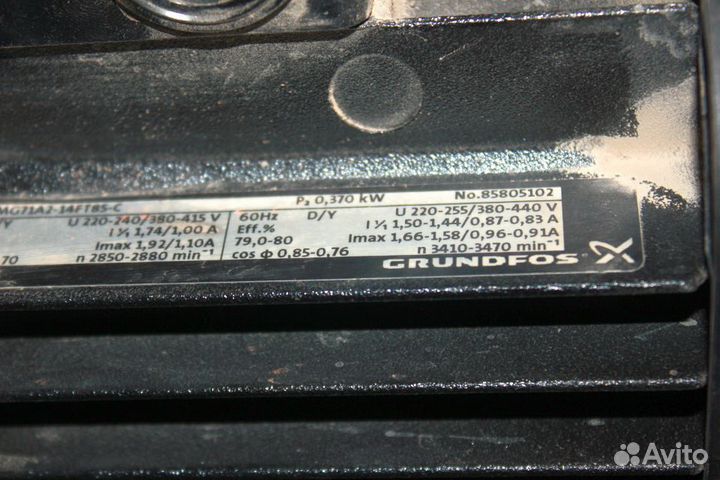 MG71A2-14FT85-C P₂ 0,370 kW No.85805102
/Y U 220-240/380-415 V 60Hz D/Y U 220-255/380-440 V
I 1/1 1,74/1,00 A Eff.% I 1/1 1,50-1,44/0,87-0,83 A
Imax 1,92/1,10A 79,0-80 Imax 1,66-1,58/0,96-0,91A
70 n 2850-2880 min⁻¹ cos φ 0,85-0,76 n 3410-3470 min⁻¹
GRUNDFOS
Avito